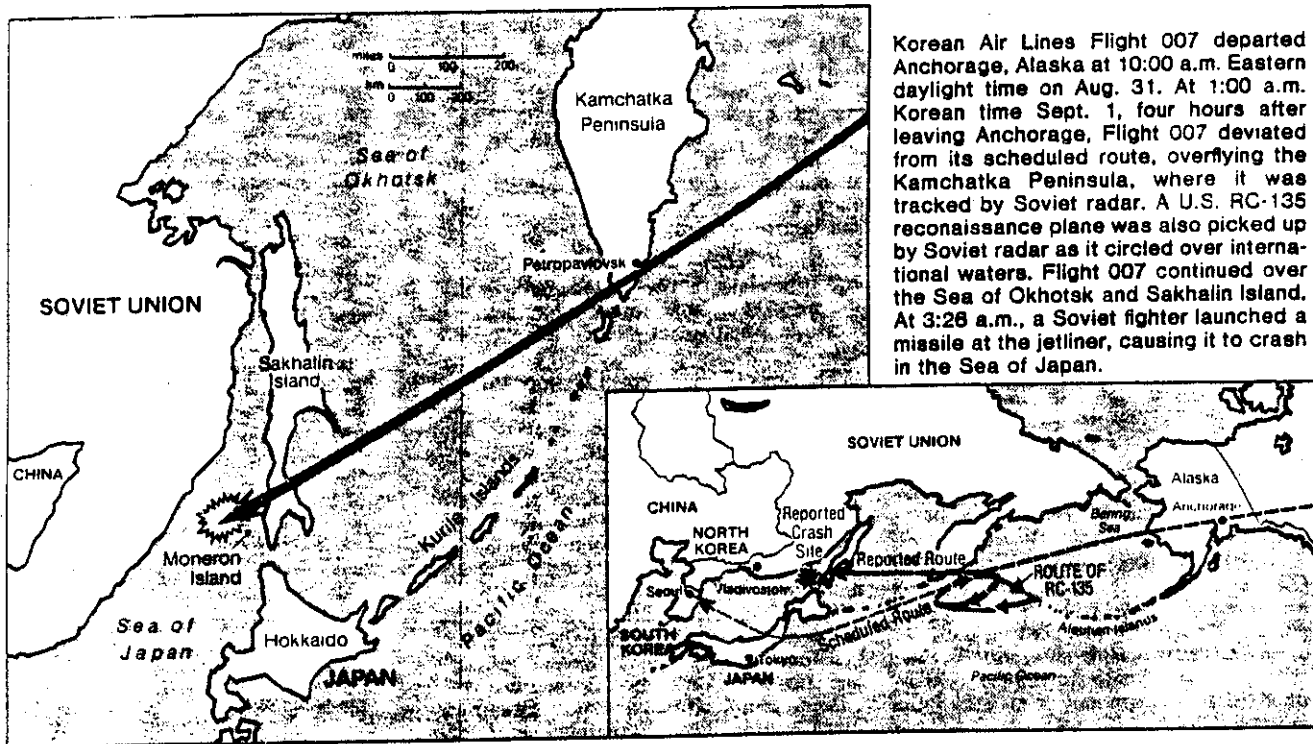 Korean Air Lines Flight 007 departed
Anchorage, Alaska at 10:00 a.m. Eastern
daylight time on Aug. 31. At 1:00 a.m.
Korean time Sept. 1, four hours after
leaving Anchorage, Flight 007 deviated
from its scheduled route, overflying the
Kamchatka Peninsula, where it was
tracked by Soviet radar. A U.S. RC-135
reconaissance plane was also picked up
by Soviet radar as it circled over interna-
tional waters. Flight 007 continued over
the Sea of Okhotsk and Sakhalin Island.
At 3:26 a.m., a Soviet fighter launched a
missile at the jetliner, causing it to crash
in the Sea of Japan.
miles
0 100 200
km
0 100 200
Kamchatka
Peninsula
Sea of
Okhotsk
Petropavlovsk
SOVIET UNION
Sakhalin
Island
CHINA
Moneron
Island
Kurile Islands
Pacific Ocean
Sea of
Japan
Hokkaido
JAPAN
SOVIET UNION
Alaska
Anchorage
Bering
Sea
CHINA
Reported
Crash
Site
NORTH
KOREA
Reported Route
ROUTE OF
RC-135
Seoul
Vladivostok
Scheduled Route
Aleutian Islands
SOUTH
KOREA
Tokyo
JAPAN
Pacific Ocean